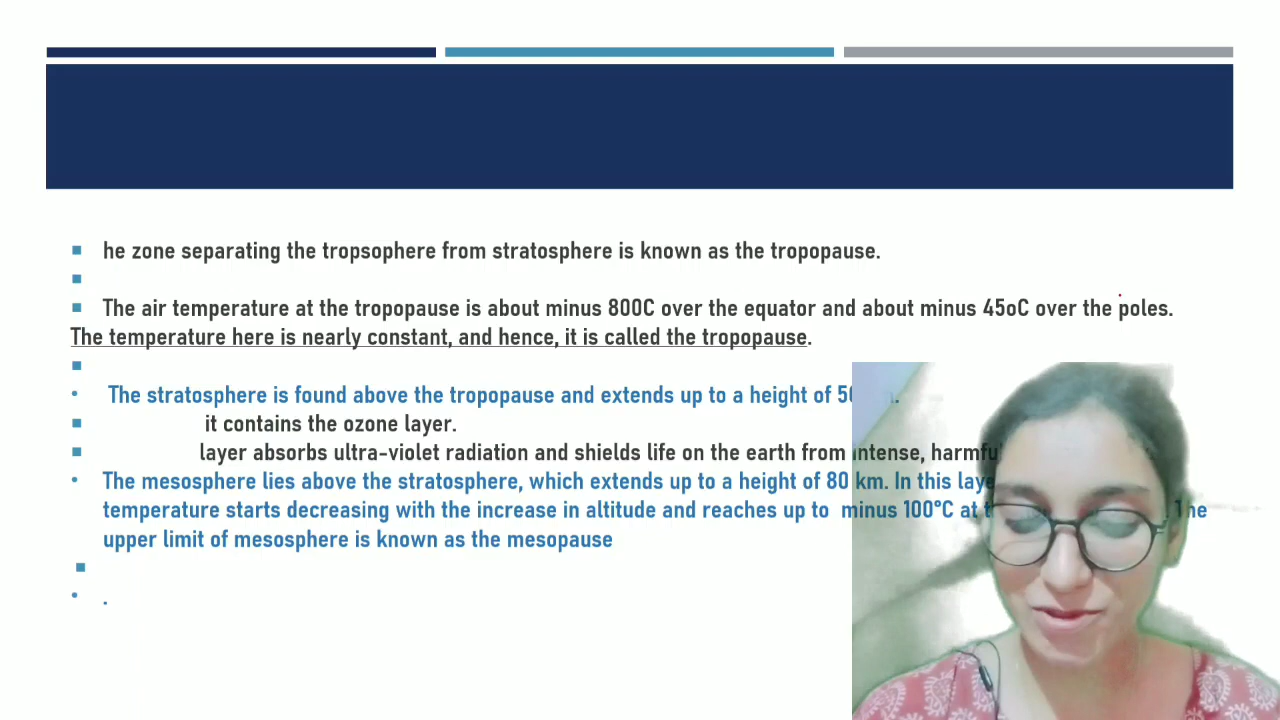 he zone separating the tropsophere from stratosphere is known as the tropopause.
The air temperature at the tropopause is about minus 800C over the equator and about minus 45oC over the poles.
The temperature here is nearly constant, and hence, it is called the tropopause.
The stratosphere is found above the tropopause and extends up to a height of
it contains the ozone layer.
layer absorbs ultra-violet radiation and shields life on the earth from intense,
The mesosphere lies above the stratosphere, which extends up to a height of 80 km. In this
temperature starts decreasing with the increase in altitude and reaches up to minus 100°C at The
upper limit of mesosphere is known as the mesopause
.